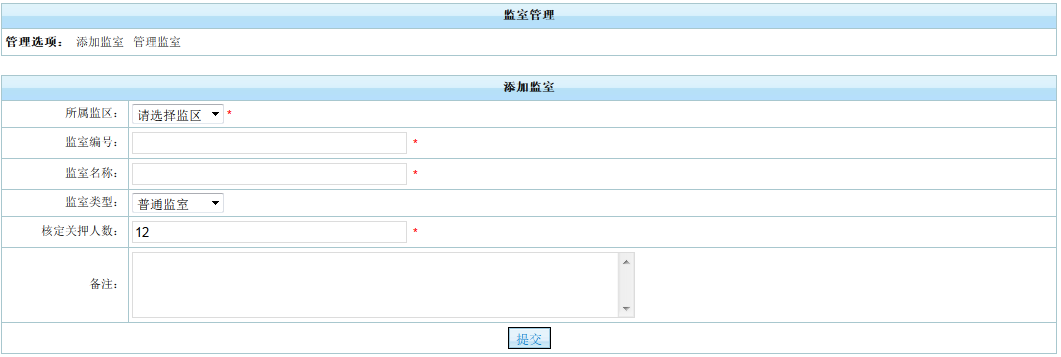 监室管理
管理选项： 添加监室 管理监室
添加监室
所属监区： 请选择监区 *
监室编号： *
监室名称： *
监室类型： 普通监室
核定关押人数： 12 *
备注：
提交